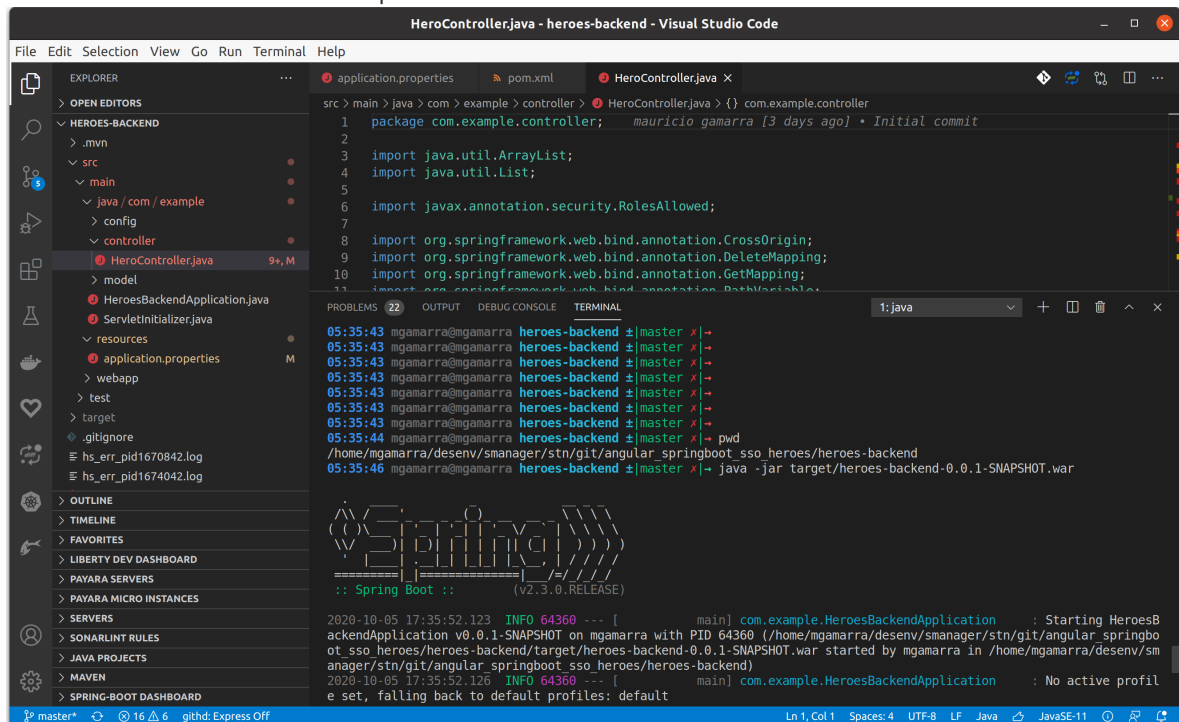 HeroController.java - heroes-backend - Visual Studio Code
File Edit Selection View Go Run Terminal Help
EXPLORER
OPEN EDITORS
HEROES-BACKEND
.mvn
src
main
java / com / example
config
controller
HeroController.java 9+, M
model
HeroesBackendApplication.java
ServletInitializer.java
resources
application.properties M
webapp
test
target
.gitignore
hs_err_pid1670842.log
hs_err_pid1674042.log
OUTLINE
TIMELINE
FAVORITES
LIBERTY DEV DASHBOARD
PAYARA SERVERS
PAYARA MICRO INSTANCES
SERVERS
SONARLINT RULES
JAVA PROJECTS
MAVEN
SPRING-BOOT DASHBOARD
5
application.properties pom.xml HeroController.java
src > main > java > com > example > controller > HeroController.java > {} com.example.controller
1 package com.example.controller; mauricio gamarra [3 days ago] • Initial commit
2
3 import java.util.ArrayList;
4 import java.util.List;
5
6 import javax.annotation.security.RolesAllowed;
7
8 import org.springframework.web.bind.annotation.CrossOrigin;
9 import org.springframework.web.bind.annotation.DeleteMapping;
10 import org.springframework.web.bind.annotation.GetMapping;
11 import org.springframework.web.bind.annotation.PathVariable;
PROBLEMS 22 OUTPUT DEBUG CONSOLE TERMINAL 1: java
05:35:43 mgamarra@mgamarra heroes-backend ±|master ✗|→
05:35:43 mgamarra@mgamarra heroes-backend ±|master ✗|→
05:35:43 mgamarra@mgamarra heroes-backend ±|master ✗|→
05:35:43 mgamarra@mgamarra heroes-backend ±|master ✗|→
05:35:43 mgamarra@mgamarra heroes-backend ±|master ✗|→
05:35:43 mgamarra@mgamarra heroes-backend ±|master ✗|→
05:35:43 mgamarra@mgamarra heroes-backend ±|master ✗|→
05:35:44 mgamarra@mgamarra heroes-backend ±|master ✗|→ pwd
/home/mgamarra/desenv/smanager/stn/git/angular_springboot_sso_heroes/heroes-backend
05:35:46 mgamarra@mgamarra heroes-backend ±|master ✗|→ java -jar target/heroes-backend-0.0.1-SNAPSHOT.war
Spring
:: Spring Boot :: (v2.3.0.RELEASE)
2020-10-05 17:35:52.123 INFO 64360 --- [ main] com.example.HeroesBackendApplication : Starting HeroesB
ackendApplication v0.0.1-SNAPSHOT on mgamarra with PID 64360 (/home/mgamarra/desenv/smanager/stn/git/angular_springbo
ot_sso_heroes/heroes-backend/target/heroes-backend-0.0.1-SNAPSHOT.war started by mgamarra in /home/mgamarra/desenv/sm
anager/stn/git/angular_springboot_sso_heroes/heroes-backend)
2020-10-05 17:35:52.126 INFO 64360 --- [ main] com.example.HeroesBackendApplication : No active profil
e set, falling back to default profiles: default
master* 16 6 githd: Express Off Ln 1, Col 1 Spaces: 4 UTF-8 LF Java JavaSE-11